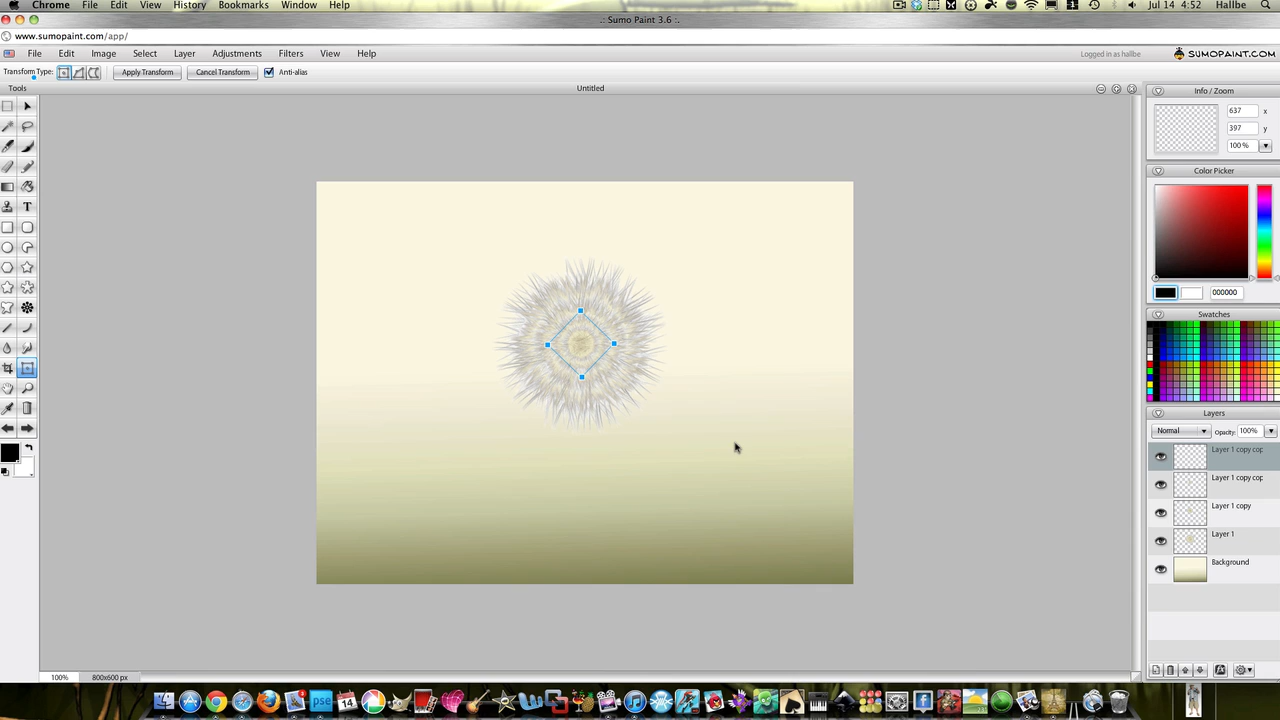 Chrome File Edit View History Bookmarks Window Help Jul 14 4:52 Hallbe
.: Sumo Paint 3.6 :.
www.sumopaint.com/app/
File Edit Image Select Layer Adjustments Filters View Help Logged in as hallbe SUMOPAINT.COM
Transform Type: Apply Transform Cancel Transform Anti-alias
Tools Untitled Info / Zoom
637 x
397 y
100%
Color Picker
000000
Swatches
Layers
Normal Opacity: 100%
Layer 1 copy cop
Layer 1 copy cop
Layer 1 copy
Layer 1
Background
100% 800x600 px